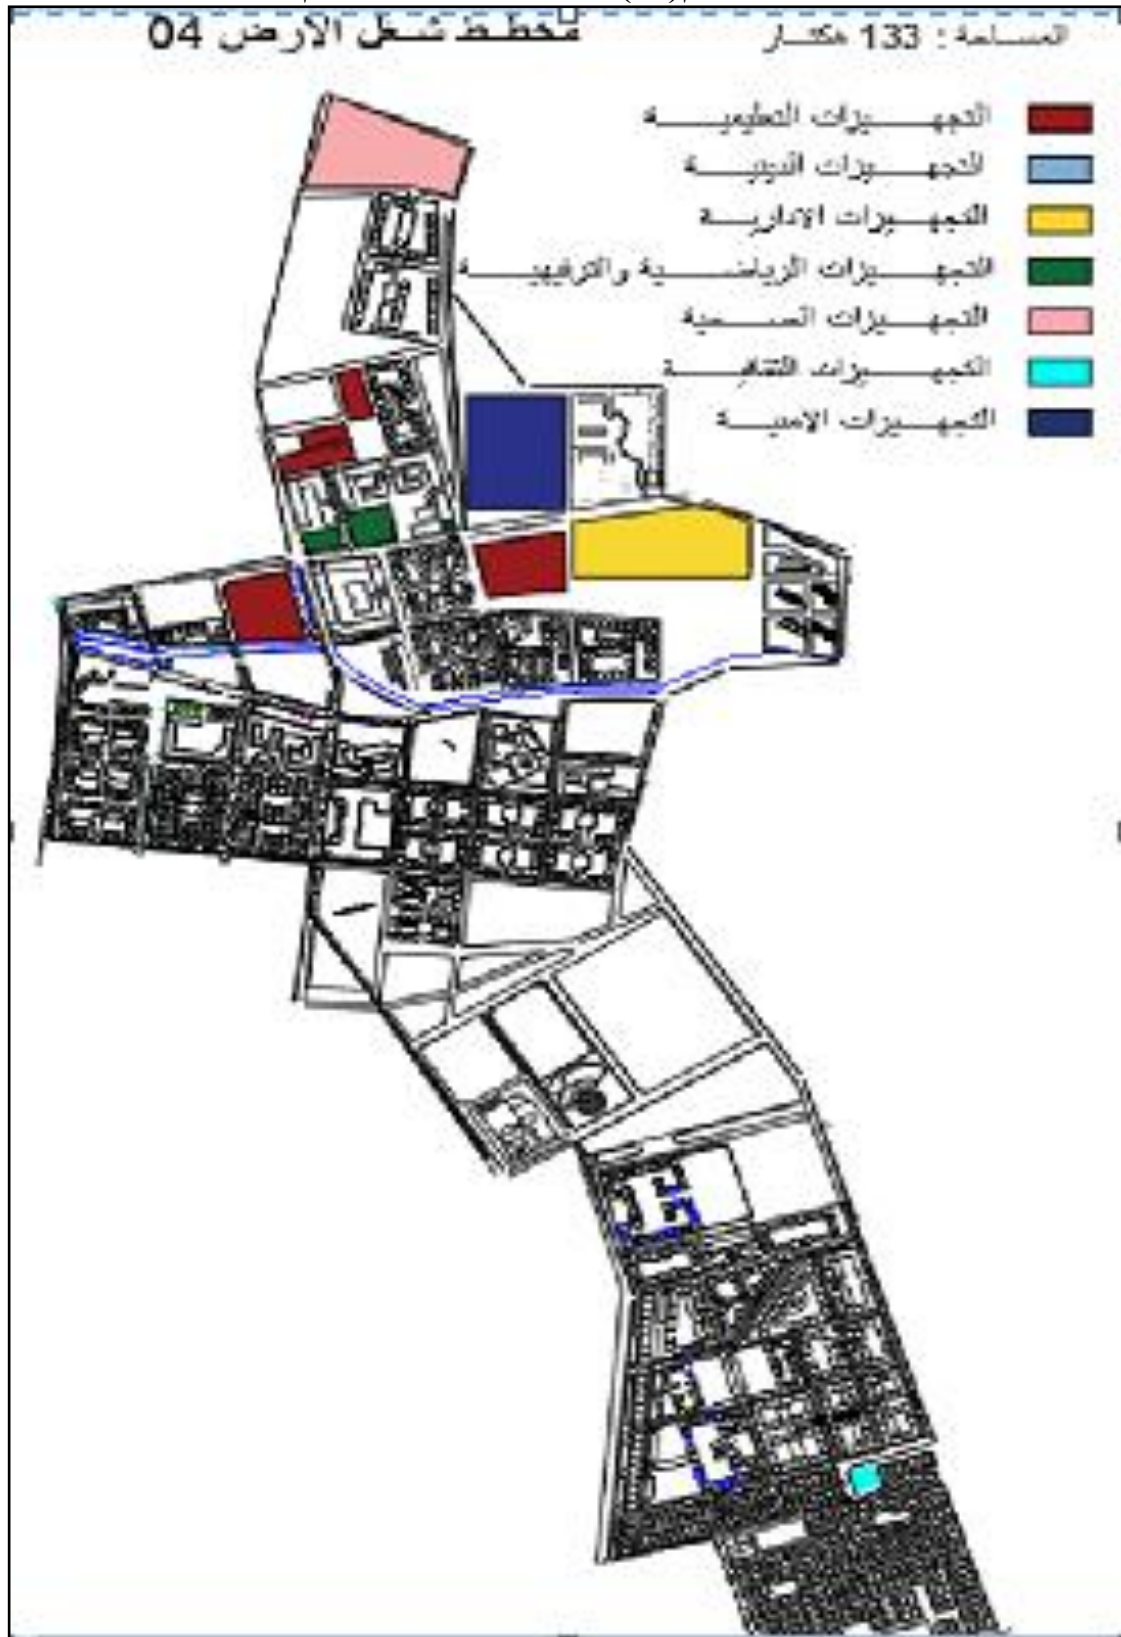 المساحة : 133 هكتار
مخطط شغل الارض 04
التجهيزات التعليمية
التجهيزات الدينية
التجهيزات الادارية
التجهيزات الرياضية والترفيهية
التجهيزات الصحية
التجهيزات الثقافية
التجهيزات الامنية